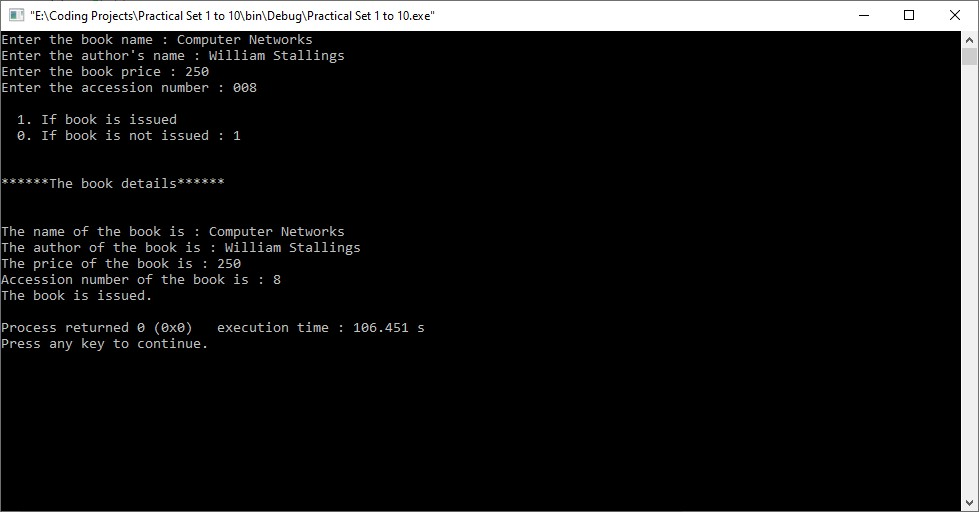 "E:\Coding Projects\Practical Set 1 to 10\bin\Debug\Practical Set 1 to 10.exe"
Enter the book name : Computer Networks
Enter the author's name : William Stallings
Enter the book price : 250
Enter the accession number : 008
1. If book is issued
0. If book is not issued : 1
******The book details******
The name of the book is : Computer Networks
The author of the book is : William Stallings
The price of the book is : 250
Accession number of the book is : 8
The book is issued.
Process returned 0 (0x0)   execution time : 106.451 s
Press any key to continue.